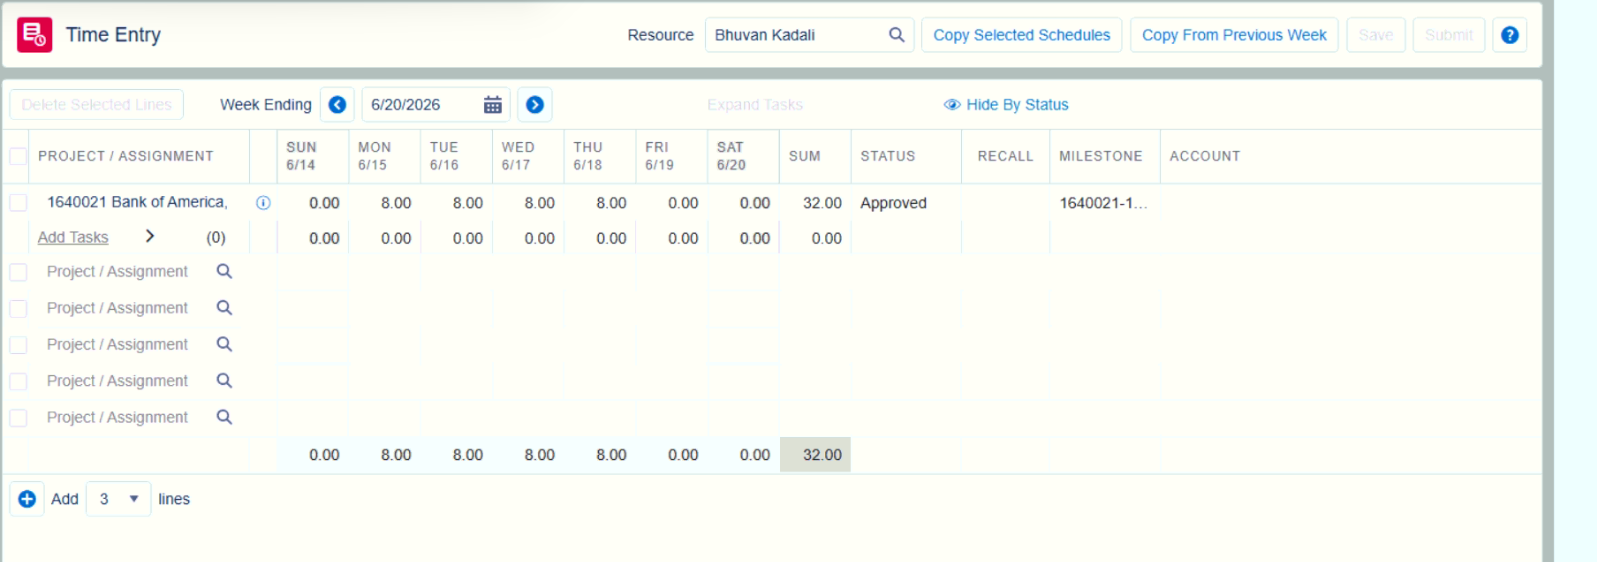 Time Entry Resource Bhuvan Kadali Copy Selected Schedules Copy From Previous Week Save Submit ?
Delete Selected Lines Week Ending 6/20/2026 Expand Tasks Hide By Status
PROJECT / ASSIGNMENT SUN 6/14 MON 6/15 TUE 6/16 WED 6/17 THU 6/18 FRI 6/19 SAT 6/20 SUM STATUS RECALL MILESTONE ACCOUNT
1640021 Bank of America, 0.00 8.00 8.00 8.00 8.00 0.00 0.00 32.00 Approved 1640021-1...
Add Tasks (0) 0.00 0.00 0.00 0.00 0.00 0.00 0.00 0.00
Project / Assignment
Project / Assignment
Project / Assignment
Project / Assignment
Project / Assignment
0.00 8.00 8.00 8.00 8.00 0.00 0.00 32.00
Add 3 lines